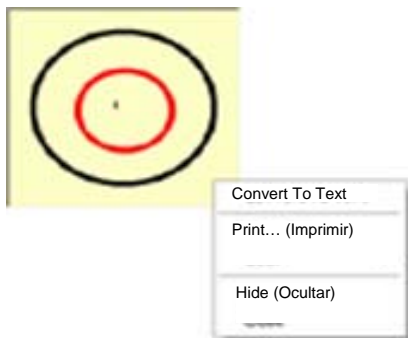 Convert To Text
Print… (Imprimir)
Hide (Ocultar)